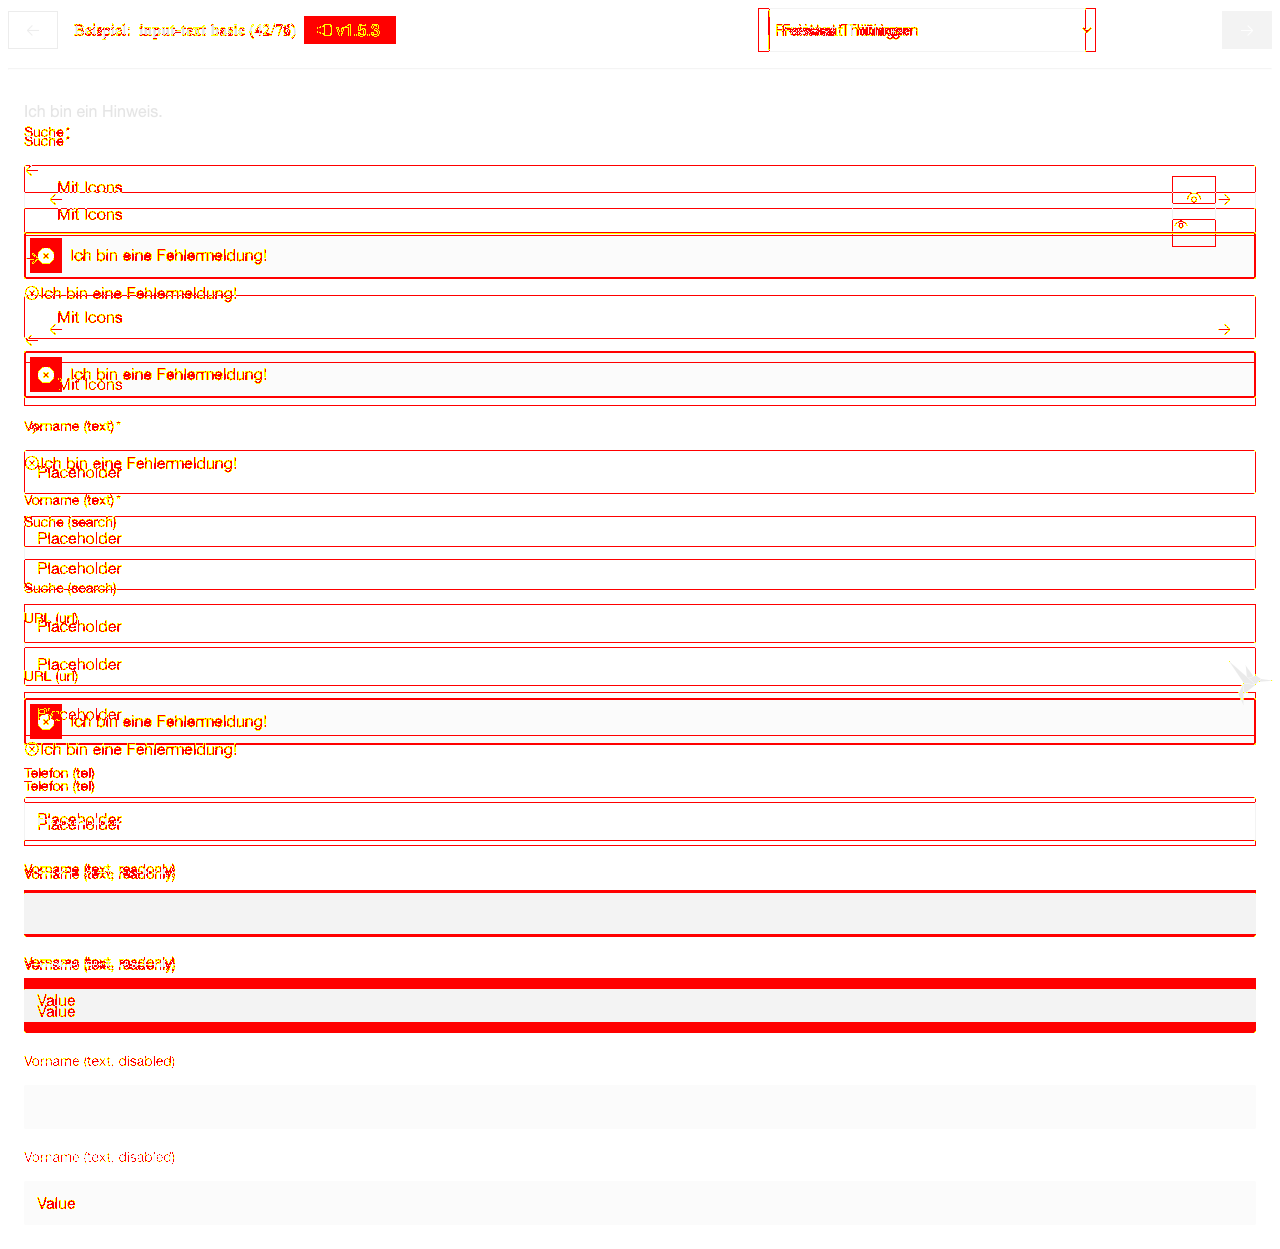 Beispiel: Input-text basic (42/76) v1.5.3
Ich bin ein Hinweis.
Suche*
Suche*
Mit Icons
Mit Icons
Ich bin eine Fehlermeldung!
Ich bin eine Fehlermeldung!
Mit Icons
Ich bin eine Fehlermeldung!
Mit Icons
Vorname (text)*
Ich bin eine Fehlermeldung!
Placeholder
Vorname (text)*
Suche (search)
Placeholder
Placeholder
Suche (search)
URL (url)
Placeholder
Placeholder
URL (url)
Placeholder
Ich bin eine Fehlermeldung!
Ich bin eine Fehlermeldung!
Telefon (tel)
Telefon (tel)
Placeholder
Placeholder
Vorname (text, readonly)
Vorname (text, readonly)
Vorname (text, readonly)
Vorname (text, readonly)
Value
Value
Vorname (text, disabled)
Vorname (text, disabled)
Value